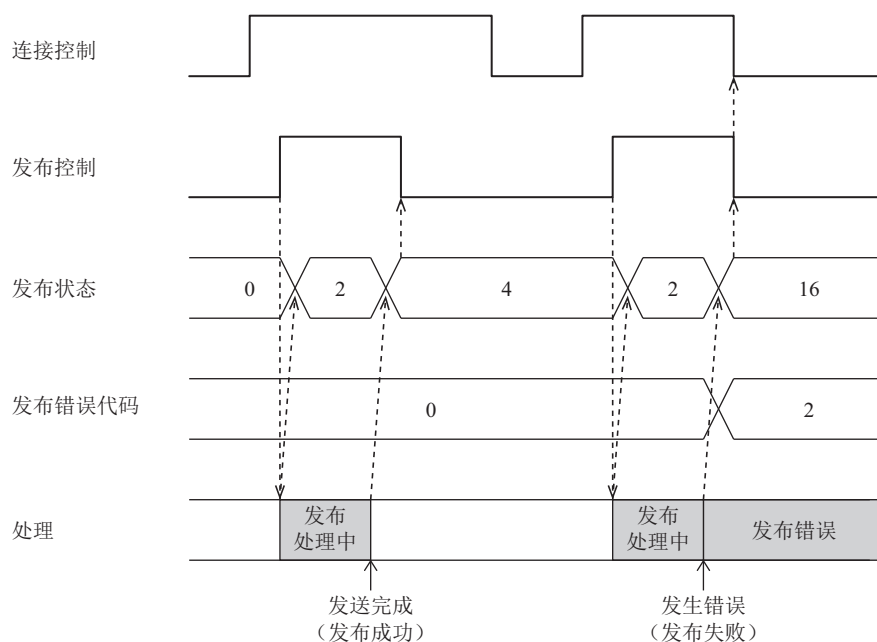 连接控制
发布控制
发布状态
0
2
4
2
16
发布错误代码
0
2
处理
发布
处理中
发布
处理中
发布错误
发送完成
（发布成功）
发生错误
（发布失败）